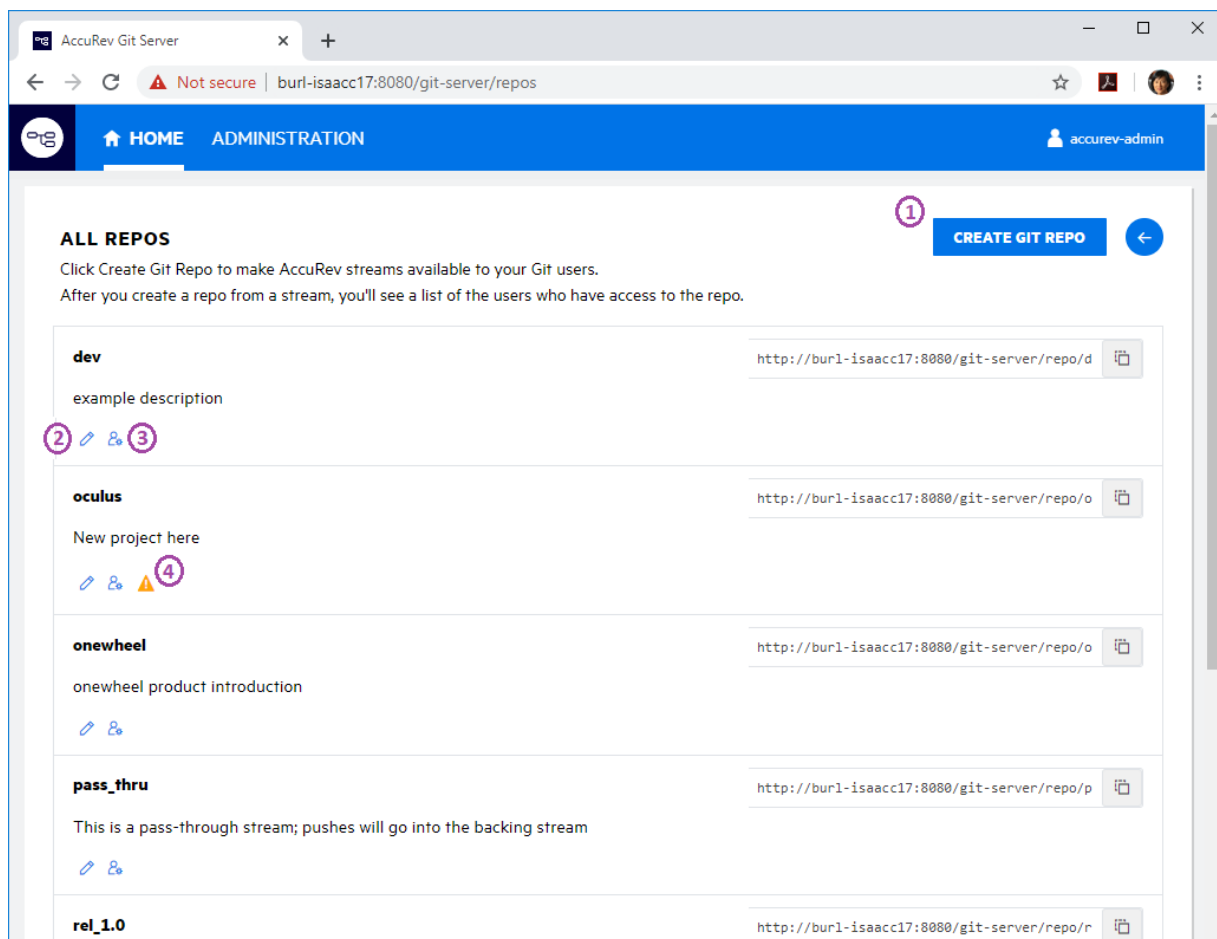 AccuRev Git Server
Not secure | burl-isaacc17:8080/git-server/repos
HOME ADMINISTRATION accurev-admin
1
ALL REPOS CREATE GIT REPO
Click Create Git Repo to make AccuRev streams available to your Git users.
After you create a repo from a stream, you'll see a list of the users who have access to the repo.
dev http://burl-isaacc17:8080/git-server/repo/d
example description
2 3
oculus http://burl-isaacc17:8080/git-server/repo/o
New project here
4
onewheel http://burl-isaacc17:8080/git-server/repo/o
onewheel product introduction
pass_thru http://burl-isaacc17:8080/git-server/repo/p
This is a pass-through stream; pushes will go into the backing stream
rel_1.0 http://burl-isaacc17:8080/git-server/repo/r